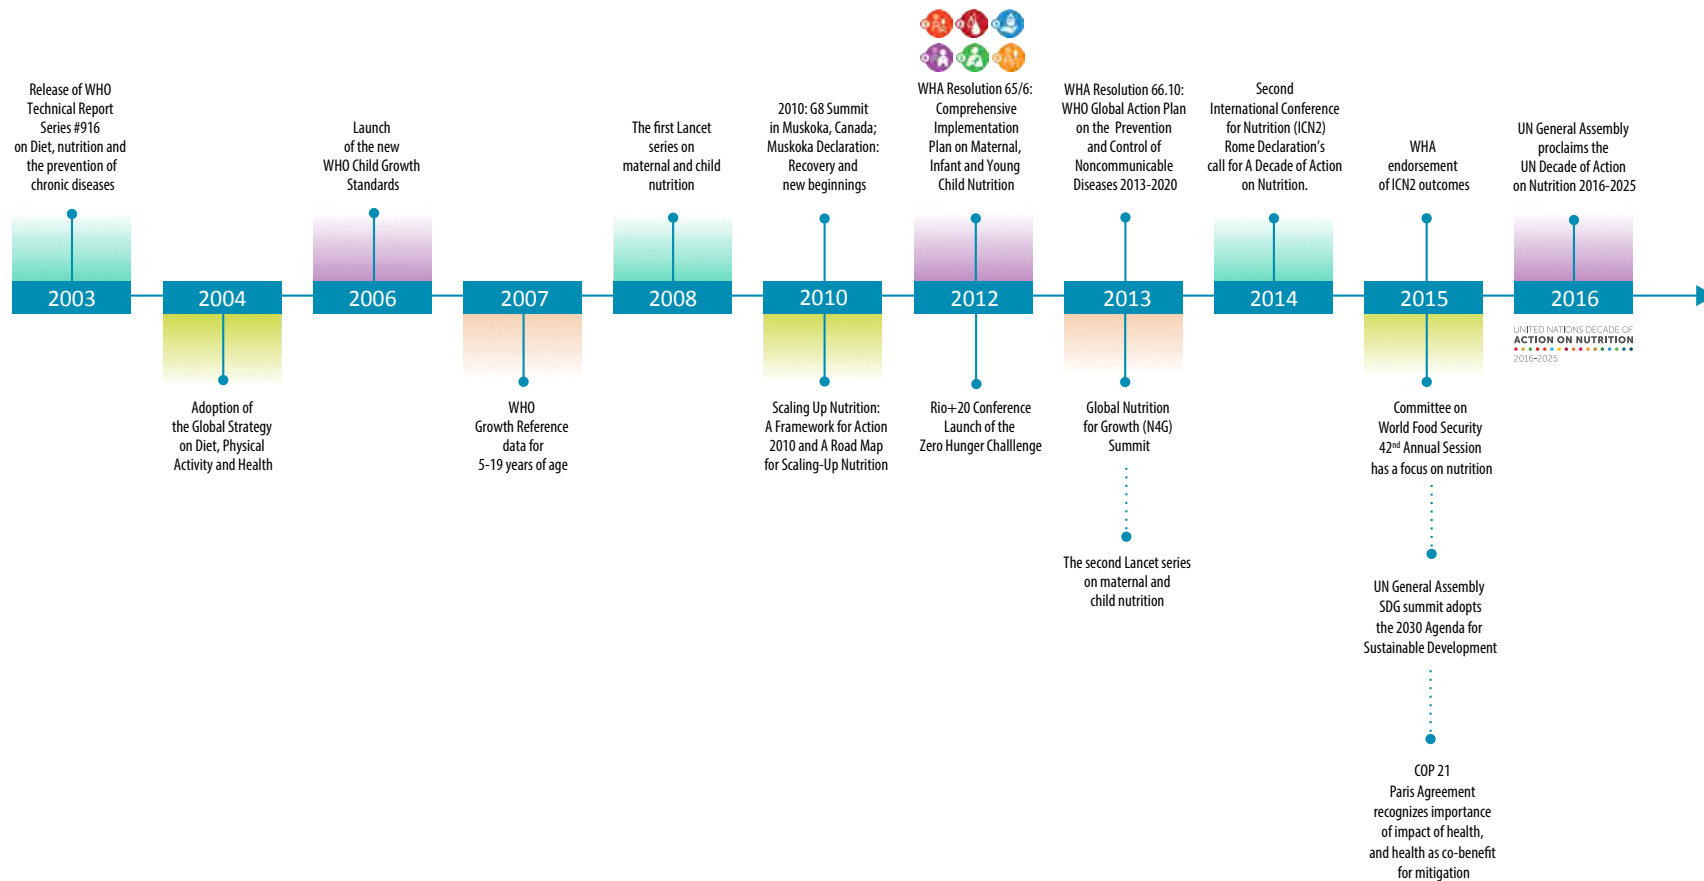 Release of WHO
Technical Report
Series #916
on Diet, nutrition and
the prevention of
chronic diseases
2003
2004
Adoption of
the Global Strategy
on Diet, Physical
Activity and Health
Launch
of the new
WHO Child Growth
Standards
2006
2007
WHO
Growth Reference
data for
5-19 years of age
The first Lancet
series on
maternal and child
nutrition
2008
2010: G8 Summit
in Muskoka, Canada;
Muskoka Declaration:
Recovery and
new beginnings
2010
Scaling Up Nutrition:
A Framework for Action
2010 and A Road Map
for Scaling-Up Nutrition
WHA Resolution 65/6:
Comprehensive
Implementation
Plan on Maternal,
Infant and Young
Child Nutrition
2012
Rio+20 Conference
Launch of the
Zero Hunger Challlenge
WHA Resolution 66.10:
WHO Global Action Plan
on the Prevention
and Control of
Noncommunicable
Diseases 2013-2020
2013
Global Nutrition
for Growth (N4G)
Summit
The second Lancet series
on maternal and
child nutrition
Second
International Conference
for Nutrition (ICN2)
Rome Declaration's
call for A Decade of Action
on Nutrition.
2014
WHA
endorsement
of ICN2 outcomes
2015
Committee on
World Food Security
42nd Annual Session
has a focus on nutrition
UN General Assembly
SDG summit adopts
the 2030 Agenda for
Sustainable Development
COP 21
Paris Agreement
recognizes importance
of impact of health,
and health as co-benefit
for mitigation
UN General Assembly
proclaims the
UN Decade of Action
on Nutrition 2016-2025
2016
UNITED NATIONS DECADE OF
ACTION ON NUTRITION
2016-2025